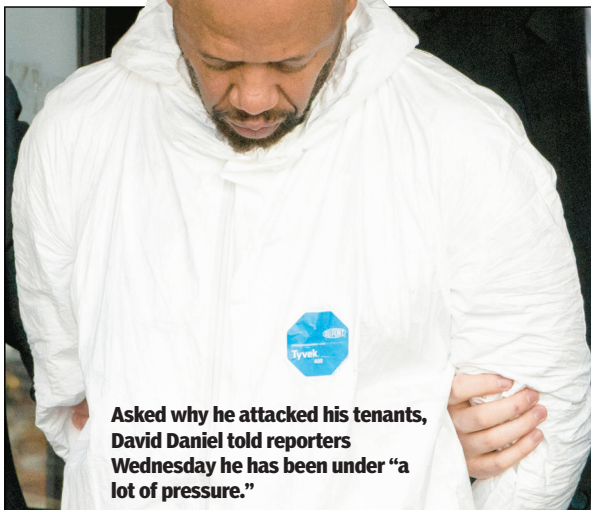 DUPONT
Tyvek
Asked why he attacked his tenants,
David Daniel told reporters
Wednesday he has been under “a
lot of pressure.”